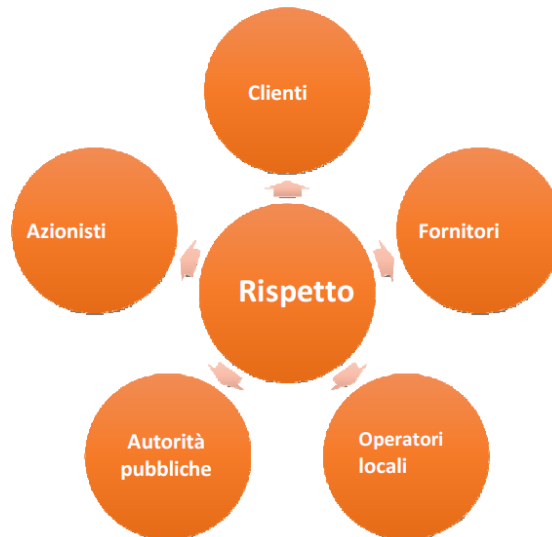 Clienti
Azionisti
Fornitori
Rispetto
Autorità
pubbliche
Operatori
locali